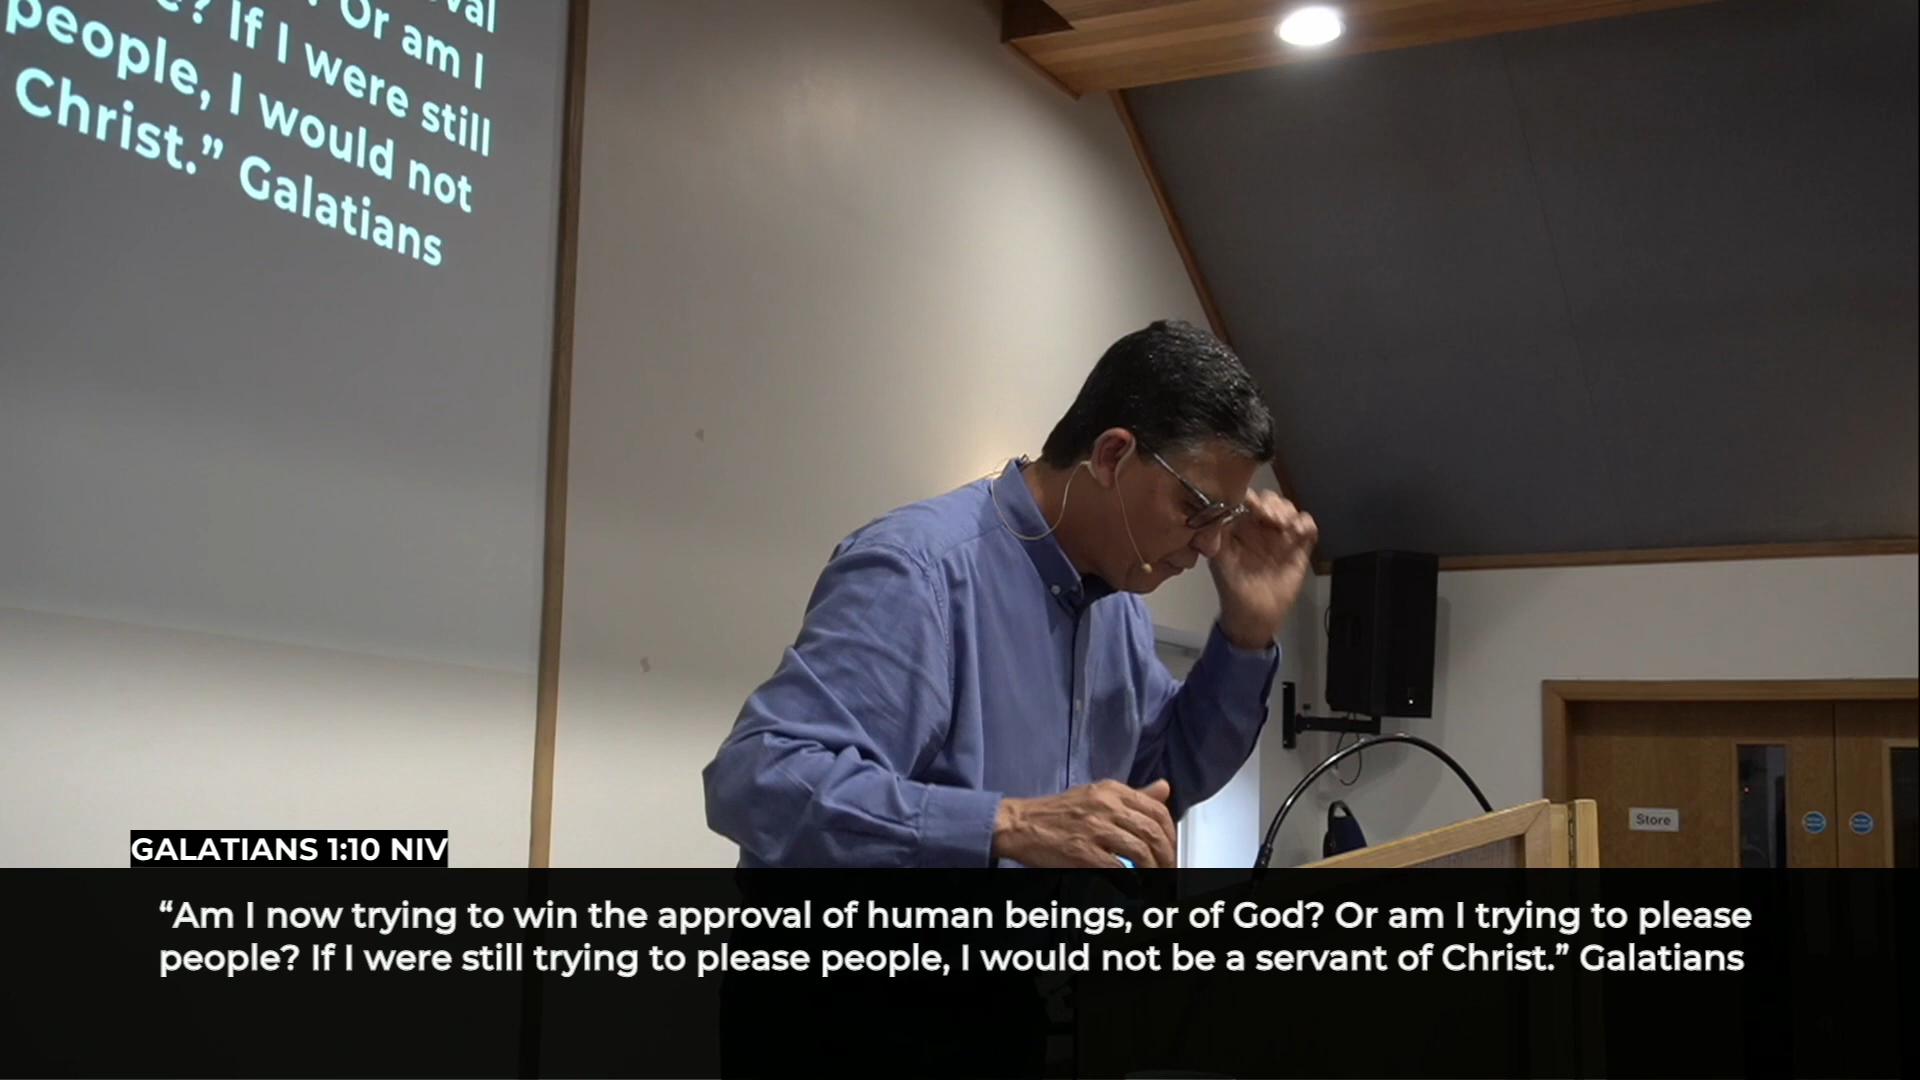 val
? Or am I
e? If I were still
people, I would not
Christ.” Galatians
Store
GALATIANS 1:10 NIV
“Am I now trying to win the approval of human beings, or of God? Or am I trying to please
people? If I were still trying to please people, I would not be a servant of Christ.” Galatians